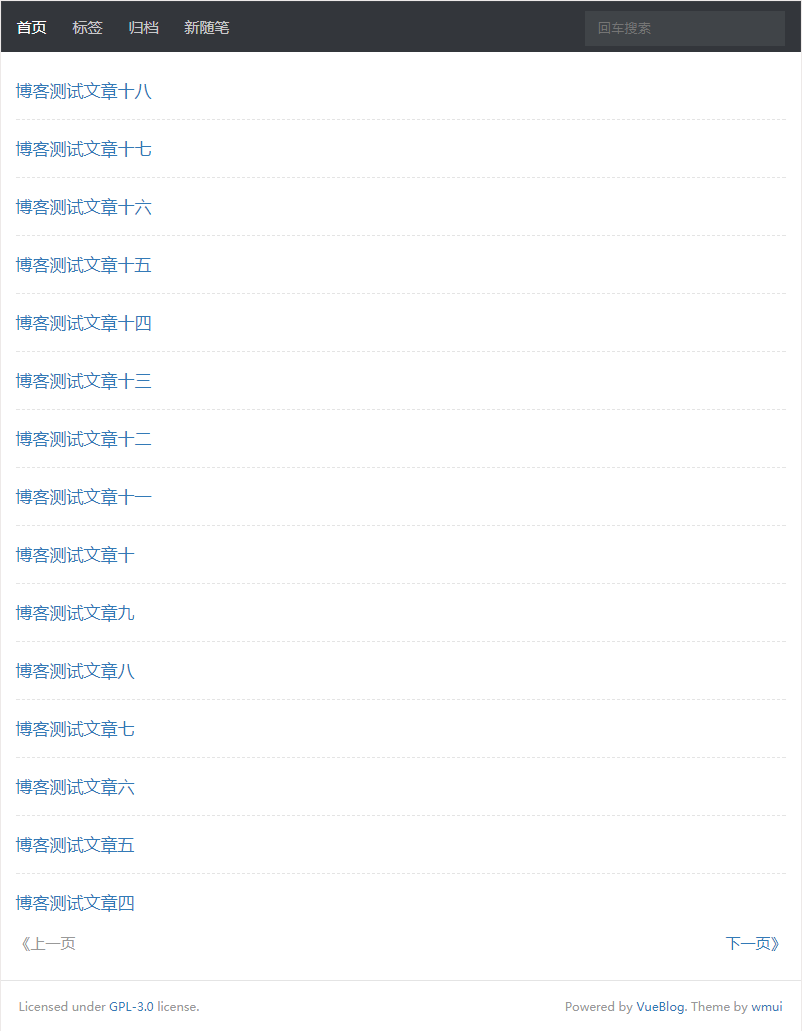 首页 标签 归档 新随笔 回车搜索
博客测试文章十八
博客测试文章十七
博客测试文章十六
博客测试文章十五
博客测试文章十四
博客测试文章十三
博客测试文章十二
博客测试文章十一
博客测试文章十
博客测试文章九
博客测试文章八
博客测试文章七
博客测试文章六
博客测试文章五
博客测试文章四
《上一页 下一页》
Licensed under GPL-3.0 license. Powered by VueBlog. Theme by wmui